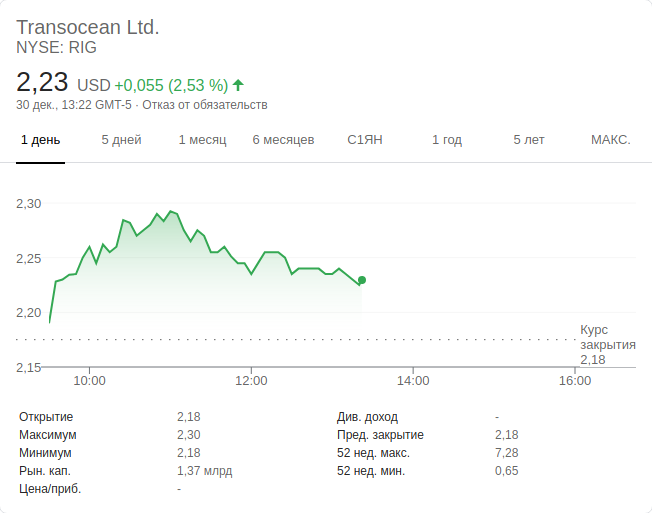 Transocean Ltd.
NYSE: RIG
2,23 USD +0,055 (2,53 %)
30 дек., 13:22 GMT-5 · Отказ от обязательств
1 день 5 дней 1 месяц 6 месяцев С1ЯН 1 год 5 лет МАКС.
2,30
2,25
2,20
2,15
Курс
закрытия
2,18
10:00 12:00 14:00 16:00
Открытие 2,18 Див. доход -
Максимум 2,30 Пред. закрытие 2,18
Минимум 2,18 52 нед. макс. 7,28
Рын. кап. 1,37 млрд 52 нед. мин. 0,65
Цена/приб. -